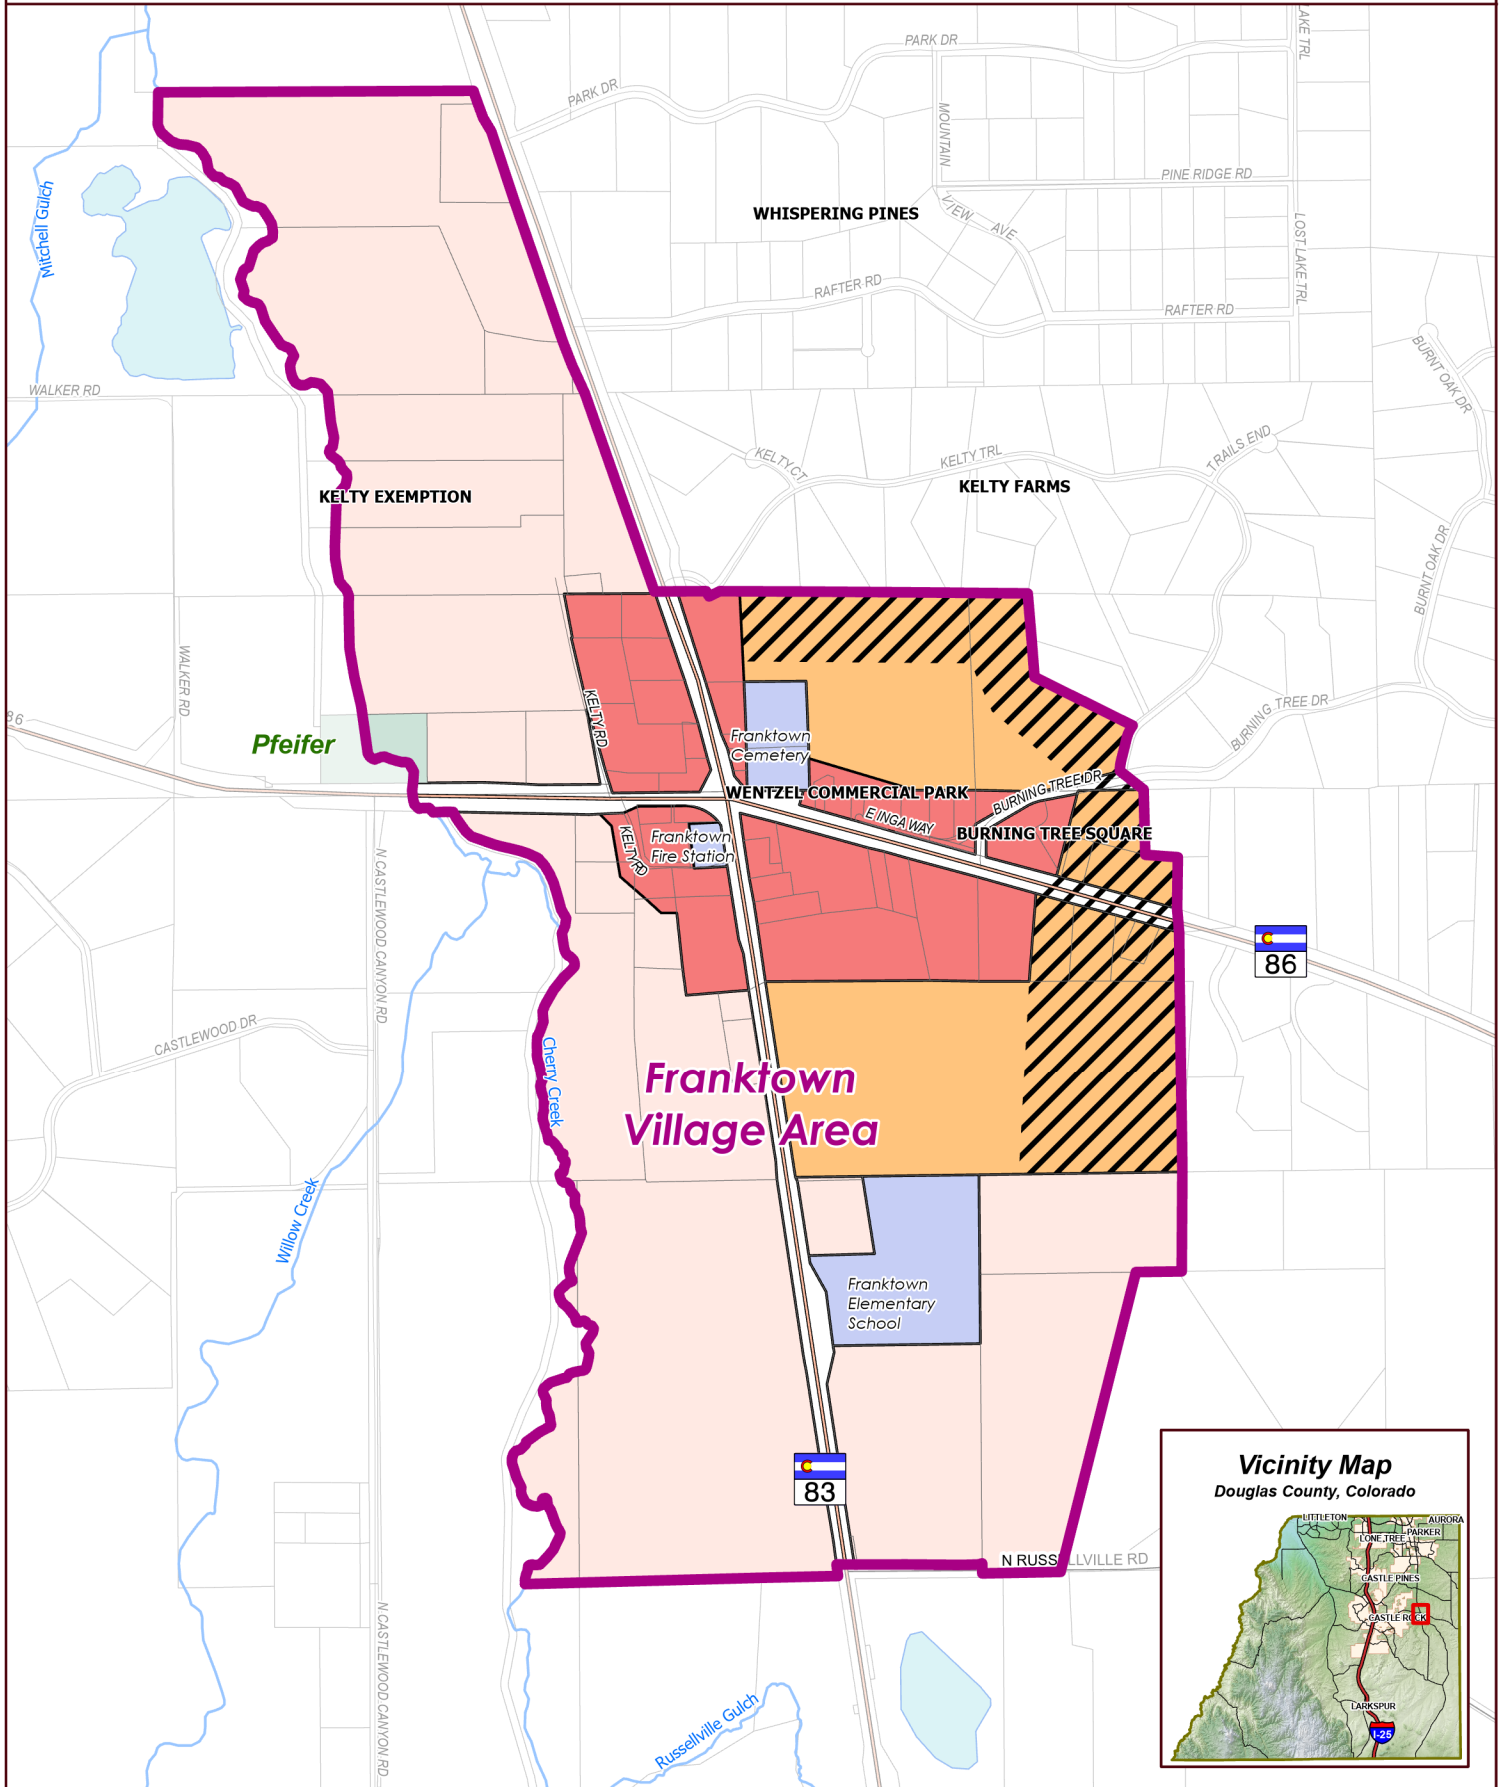 PARK DR
LAKE TRL
PARK DR
MOUNTAIN
VIEW AVE
PINE RIDGE RD
Mitchell Gulch
WHISPERING PINES
LOST LAKE TRL
RAFTER RD
RAFTER RD
BURNT OAK DR
WALKER RD
KELTY CT
KELTY TRL
TRAILS END
KELTY EXEMPTION
KELTY FARMS
BURNT OAK DR
WALKER RD
KELTY RD
BURNING TREE DR
86
Pfeifer
Franktown
Cemetery
WENTZEL COMMERCIAL PARK
BURNING TREE DR
E INGA WAY
BURNING TREE SQUARE
KELTY RD
Franktown
Fire Station
N CASTLEWOOD CANYON RD
86
CASTLEWOOD DR
Cherry Creek
Franktown
Village Area
Willow Creek
Franktown
Elementary
School
83
N RUSSELLVILLE RD
N CASTLEWOOD CANYON RD
Russellville Gulch
Vicinity Map
Douglas County, Colorado
LITTLETON
AURORA
LONE TREE
PARKER
CASTLE PINES
CASTLE ROCK
LARKSPUR
I-25